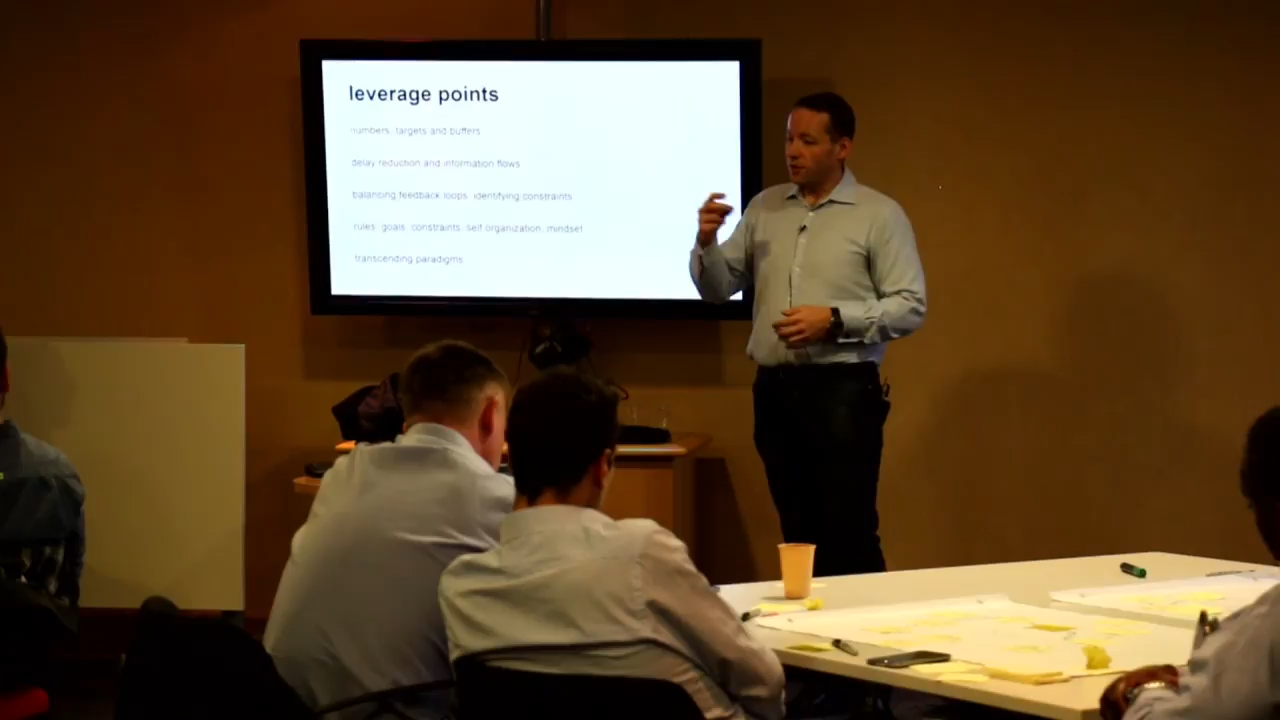 leverage points
numbers, targets and buffers
delay reduction and information flows
balancing feedback loops, identifying constraints
rules, goals, constraints, self organization, mindset
transcending paradigms